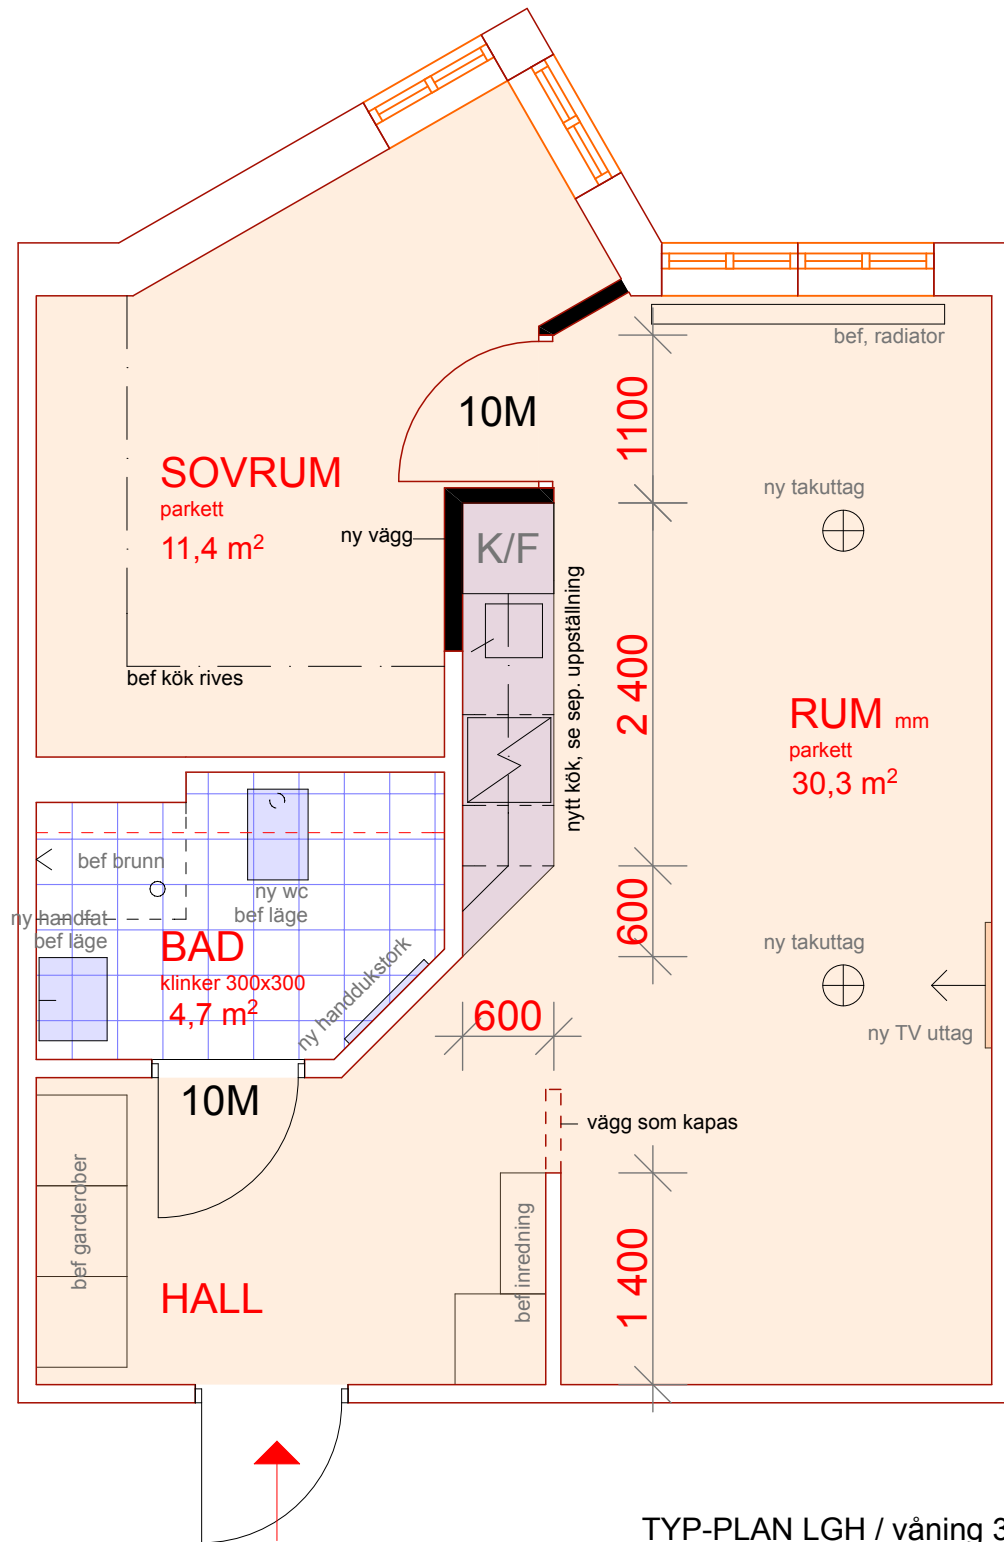 bef, radiator
1100
10M
SOVRUM
parkett
11,4 m²
ny takuttag
ny vägg
K/F
nytt kök, se sep. uppställning
2 400
bef kök rives
RUM mm
parkett
30,3 m²
bef brunn
ny wc
bef läge
ny handfat
bef läge
BAD
klinker 300x300
4,7 m²
ny handdukstork
600
600
ny takuttag
ny TV uttag
10M
vägg som kapas
bef garderober
bef inredning
1 400
HALL
TYP-PLAN LGH / våning 3